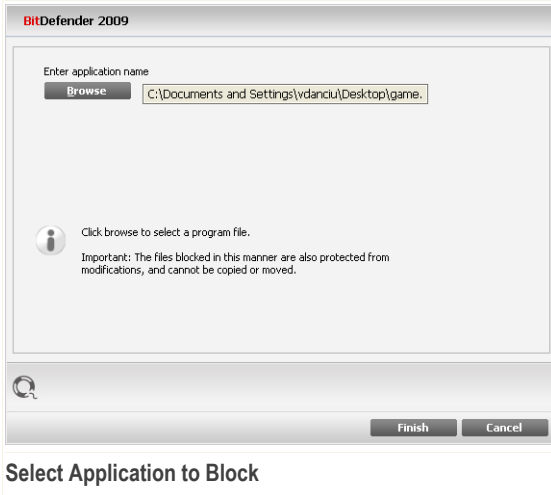 BitDefender 2009
Enter application name
Browse
C:\Documents and Settings\vdanciu\Desktop\game.
Click browse to select a program file.
Important: The files blocked in this manner are also protected from
modifications, and cannot be copied or moved.
Finish
Cancel
Select Application to Block